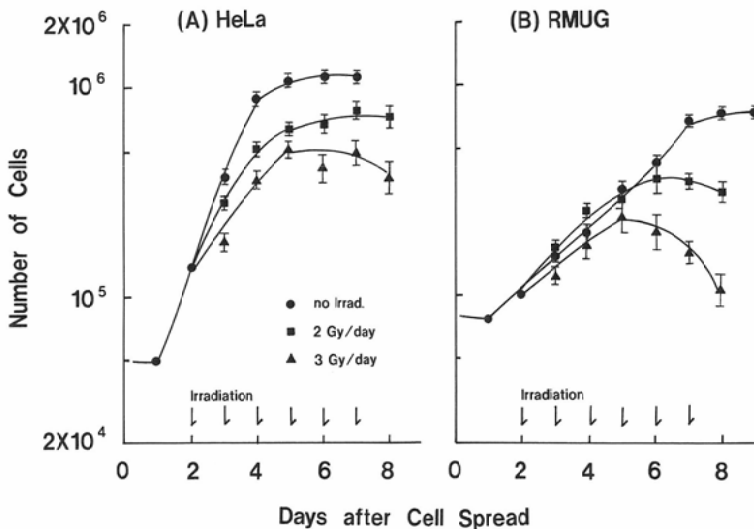 (A) HeLa
(B) RMUG
2X10⁶
10⁶
10⁵
2X10⁴
Number of Cells
no Irrad.
2 Gy/day
3 Gy/day
Irradiation
Irradiation
0 2 4 6 8
0 2 4 6 8
Days after Cell Spread